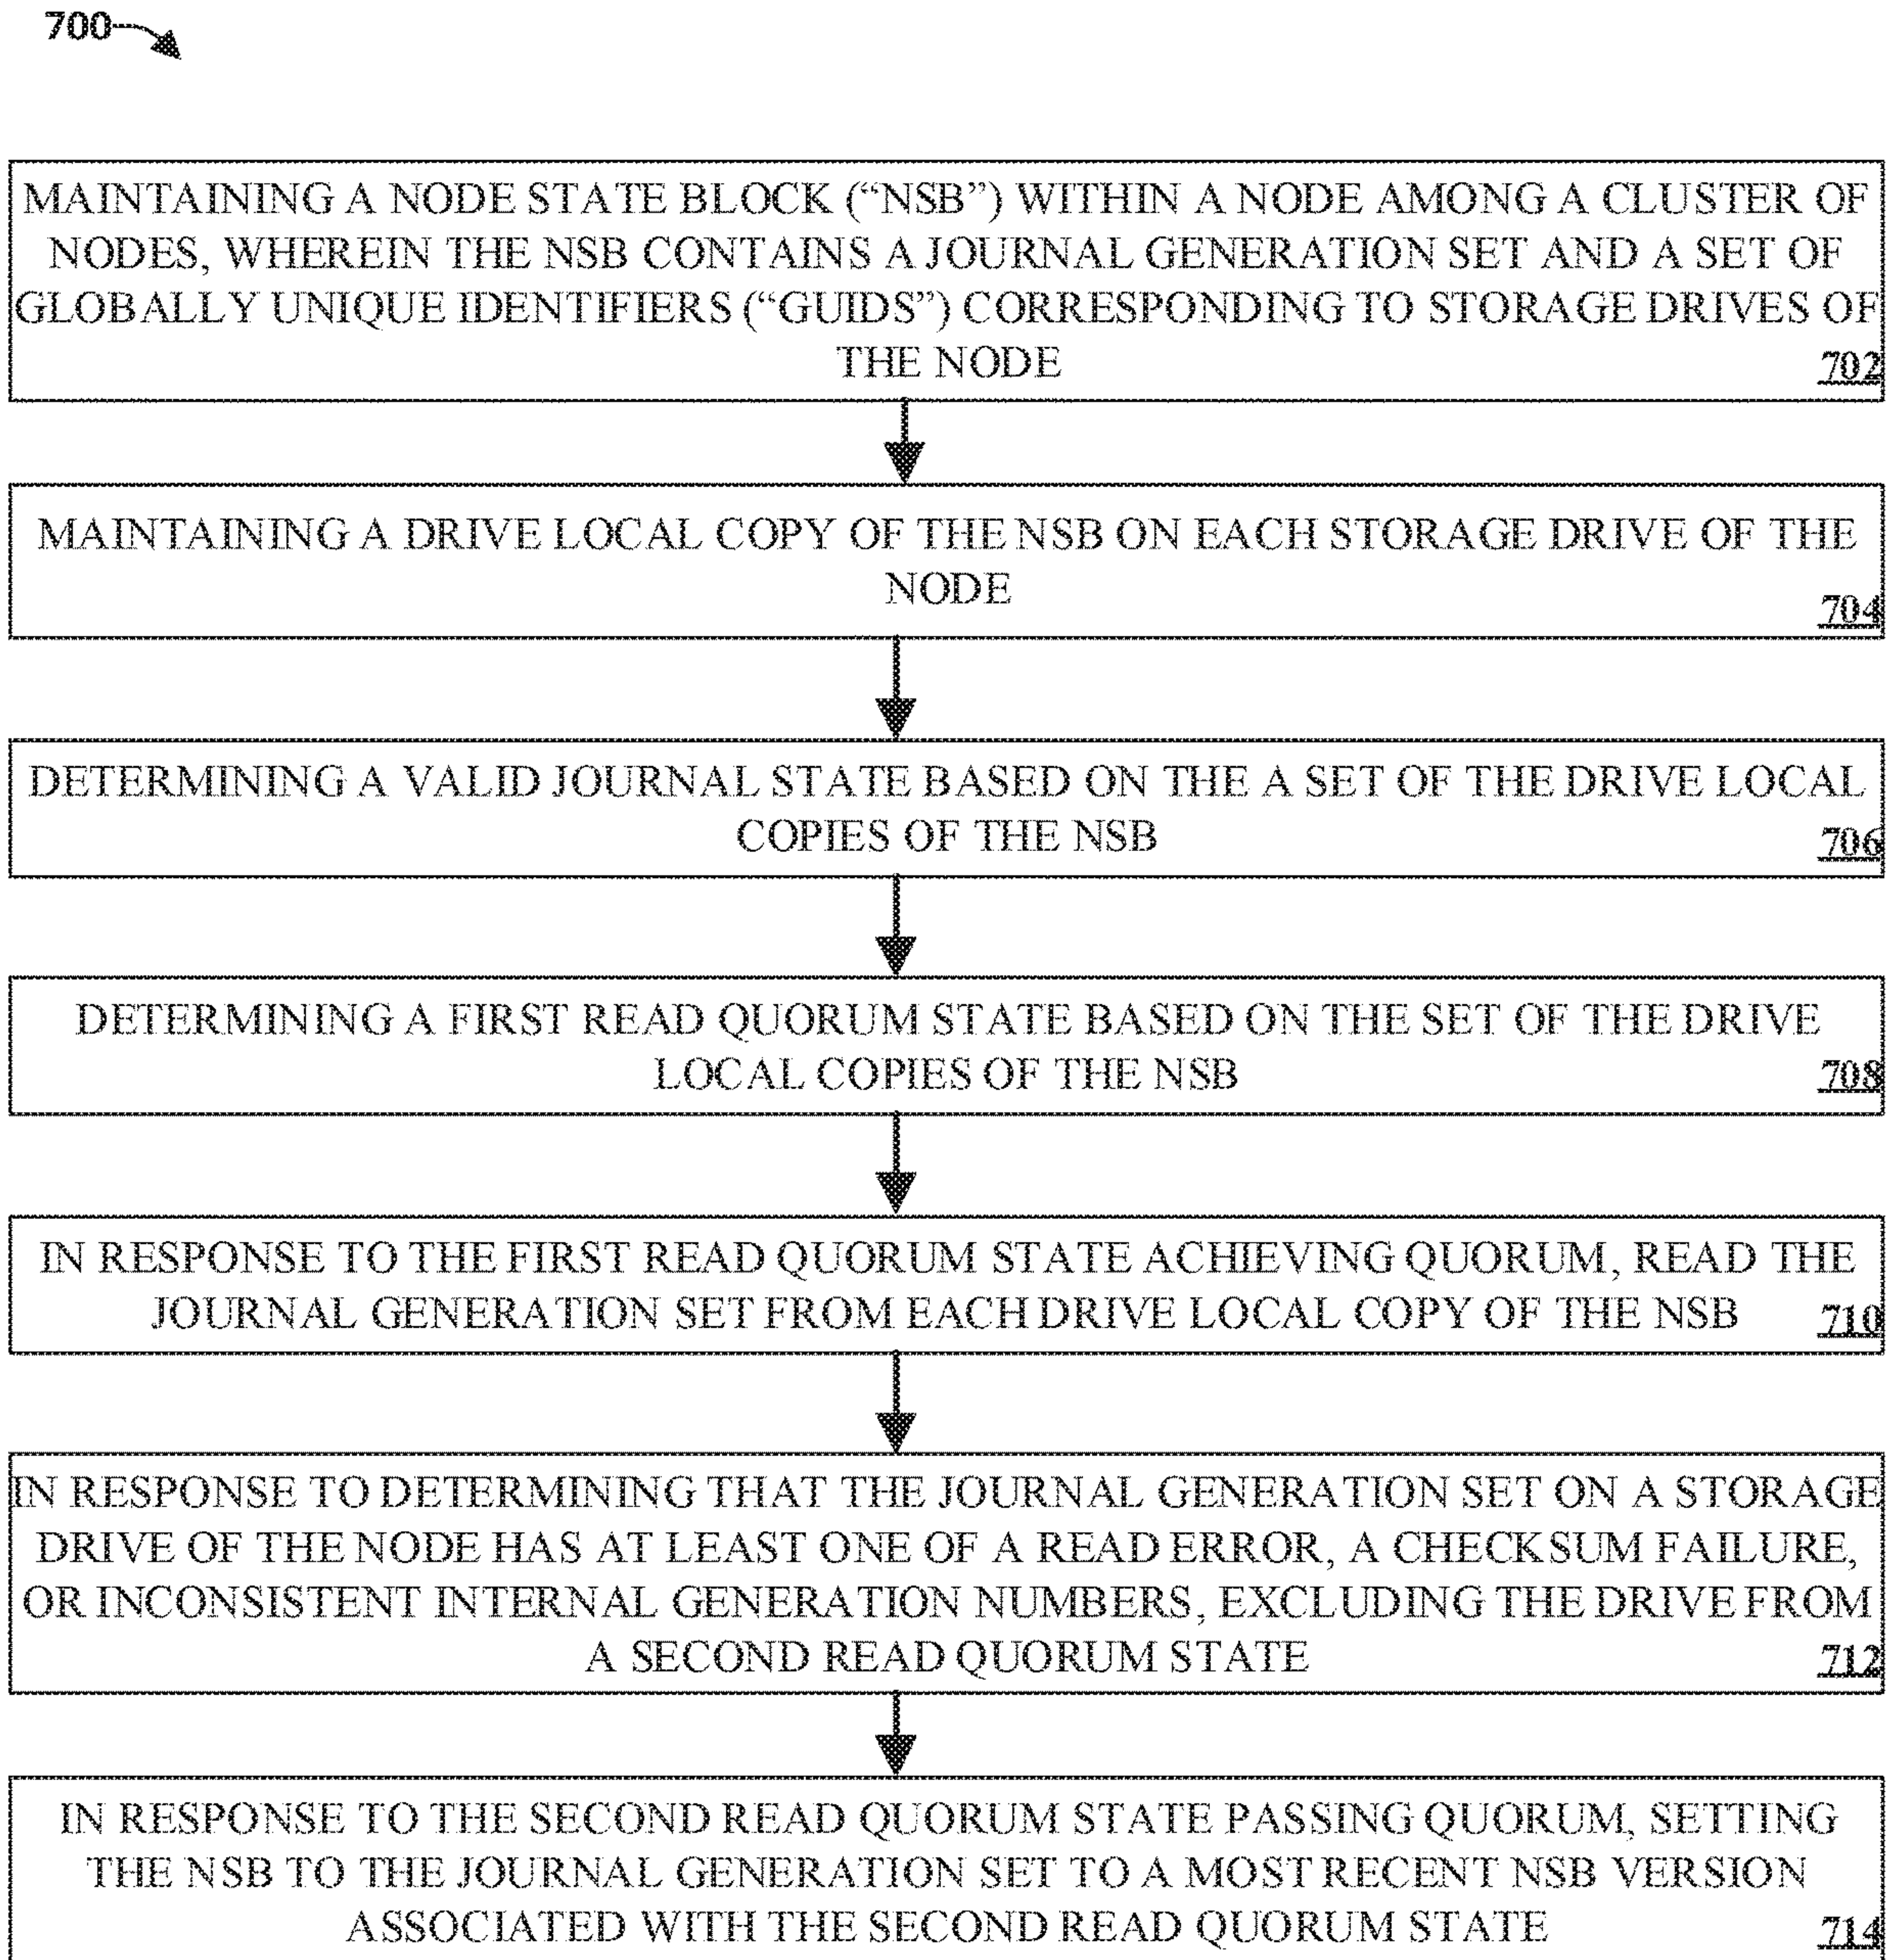 700
MAINTAINING A NODE STATE BLOCK (“NSB”) WITHIN A NODE AMONG A CLUSTER OF
NODES, WHEREIN THE NSB CONTAINS A JOURNAL GENERATION SET AND A SET OF
GLOBALLY UNIQUE IDENTIFIERS (“GUIDS”) CORRESPONDING TO STORAGE DRIVES OF
THE NODE
702
MAINTAINING A DRIVE LOCAL COPY OF THE NSB ON EACH STORAGE DRIVE OF THE
NODE
704
DETERMINING A VALID JOURNAL STATE BASED ON THE A SET OF THE DRIVE LOCAL
COPIES OF THE NSB
706
DETERMINING A FIRST READ QUORUM STATE BASED ON THE SET OF THE DRIVE
LOCAL COPIES OF THE NSB
708
IN RESPONSE TO THE FIRST READ QUORUM STATE ACHIEVING QUORUM, READ THE
JOURNAL GENERATION SET FROM EACH DRIVE LOCAL COPY OF THE NSB
710
IN RESPONSE TO DETERMINING THAT THE JOURNAL GENERATION SET ON A STORAGE
DRIVE OF THE NODE HAS AT LEAST ONE OF A READ ERROR, A CHECKSUM FAILURE,
OR INCONSISTENT INTERNAL GENERATION NUMBERS, EXCLUDING THE DRIVE FROM
A SECOND READ QUORUM STATE
712
IN RESPONSE TO THE SECOND READ QUORUM STATE PASSING QUORUM, SETTING
THE NSB TO THE JOURNAL GENERATION SET TO A MOST RECENT NSB VERSION
ASSOCIATED WITH THE SECOND READ QUORUM STATE
714